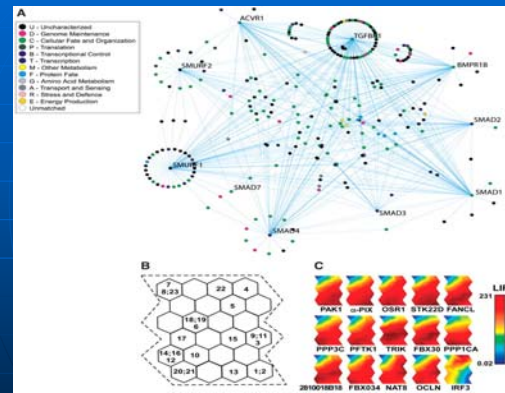 A
U - Uncharacterized
D - Genome Maintenance
C - Cellular Fate and Organization
P - Translation
B - Transcriptional Control
T - Transcription
M - Other Metabolism
F - Protein Fate
G - Amino Acid Metabolism
A - Transport and Sensing
R - Stress and Defence
E - Energy Production
Unmatched
ACVR1
TGFBR1
SMURF2
BMPR1B
SMAD2
SMURF1
SMAD7
SMAD1
SMAD3
SMAD4
B
7
8;23
22
4
5
18;19
6
17
15
9;11
3
14;16
12
10
20;21
13
1;2
C
LIR
231
0.02
PAK1 α-PIX OSR1 STK22D FANCL
PPP3C PFTK1 TRIK FBX30 PPP1CA
2810018B18 FBX034 NAT8 OCLN IRF3